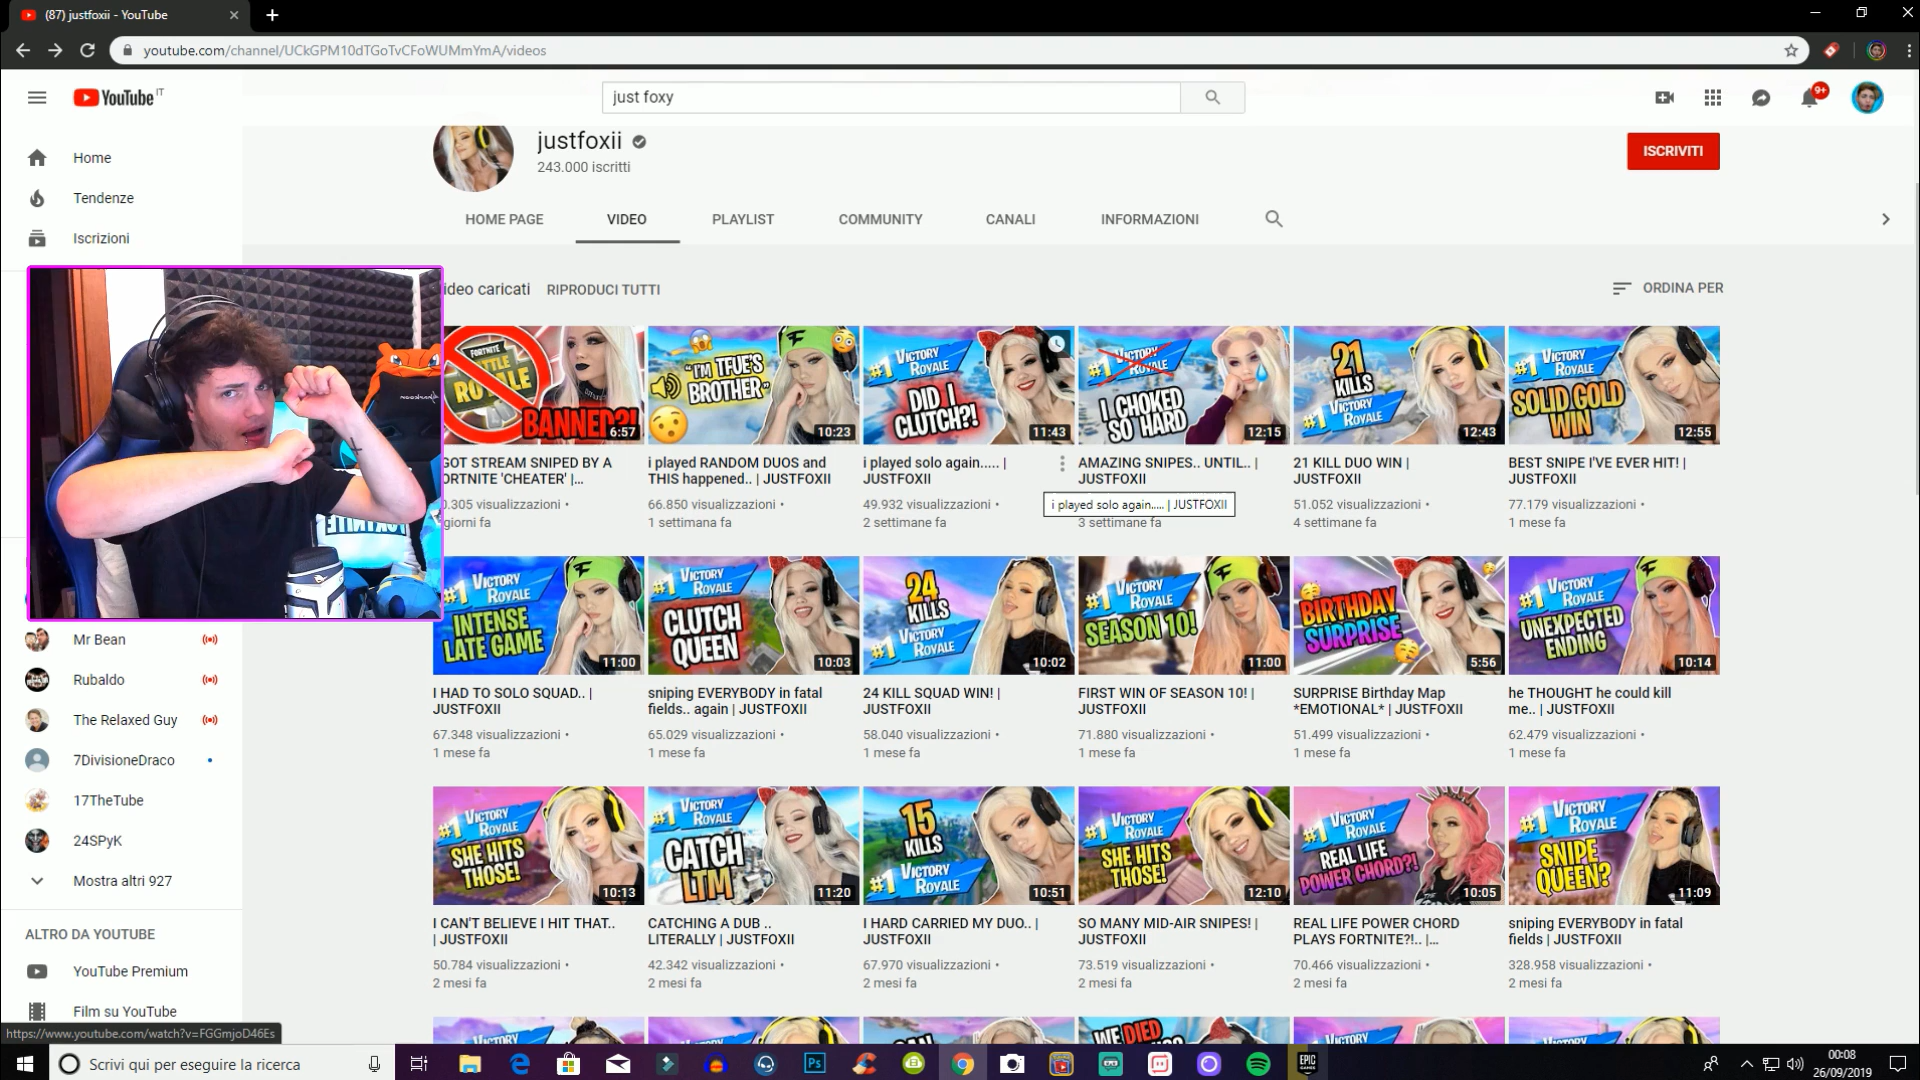 (87) justfoxii - YouTube
youtube.com/channel/UCkGPM10dTGoTvCFoWUMmYmA/videos
YouTube IT
just foxy
9+
Home
Tendenze
Iscrizioni
justfoxii
243.000 iscritti
ISCRIVITI
HOME PAGE VIDEO PLAYLIST COMMUNITY CANALI INFORMAZIONI
ideo caricati RIPRODUCI TUTTI
ORDINA PER
FORTNITE
TTLE
ROYALE
BANNED?!
6:57
"I'M TFUE'S
BROTHER"
10:23
#1 VICTORY
ROYALE
DID I
CLUTCH?!
11:43
#1 VICTORY
ROYALE
I CHOKED
SO HARD
12:15
21
KILLS
#1 VICTORY
ROYALE
12:43
#1 VICTORY
ROYALE
SOLID GOLD
WIN
12:55
GOT STREAM SNIPED BY A
ORTNITE 'CHEATER' |...
.305 visualizzazioni •
giorni fa
i played RANDOM DUOS and
THIS happened.. | JUSTFOXII
66.850 visualizzazioni •
1 settimana fa
i played solo again..... |
JUSTFOXII
49.932 visualizzazioni •
2 settimane fa
AMAZING SNIPES.. UNTIL.. |
JUSTFOXII
i played solo again..... | JUSTFOXII
3 settimane fa
21 KILL DUO WIN |
JUSTFOXII
51.052 visualizzazioni •
4 settimane fa
BEST SNIPE I'VE EVER HIT! |
JUSTFOXII
77.179 visualizzazioni •
1 mese fa
#1 VICTORY
ROYALE
INTENSE
LATE GAME
11:00
#1 VICTORY
ROYALE
CLUTCH
QUEEN
10:03
24
KILLS
#1 VICTORY
ROYALE
10:02
#1 VICTORY
ROYALE
SEASON 10!
11:00
#1 VICTORY
ROYALE
BIRTHDAY
SURPRISE
5:56
#1 VICTORY
ROYALE
UNEXPECTED
ENDING
10:14
I HAD TO SOLO SQUAD.. |
JUSTFOXII
67.348 visualizzazioni •
1 mese fa
sniping EVERYBODY in fatal
fields.. again | JUSTFOXII
65.029 visualizzazioni •
1 mese fa
24 KILL SQUAD WIN! |
JUSTFOXII
58.040 visualizzazioni •
1 mese fa
FIRST WIN OF SEASON 10! |
JUSTFOXII
71.880 visualizzazioni •
1 mese fa
SURPRISE Birthday Map
*EMOTIONAL* | JUSTFOXII
51.499 visualizzazioni •
1 mese fa
he THOUGHT he could kill
me.. | JUSTFOXII
62.479 visualizzazioni •
1 mese fa
Mr Bean
Rubaldo
The Relaxed Guy
7DivisioneDraco
17TheTube
24SPyK
Mostra altri 927
ALTRO DA YOUTUBE
YouTube Premium
Film su YouTube
#1 VICTORY
ROYALE
SHE HITS
THOSE!
10:13
#1 VICTORY
ROYALE
CATCH
LTM
11:20
15
KILLS
#1 VICTORY
ROYALE
10:51
#1 VICTORY
ROYALE
SHE HITS
THOSE!
12:10
#1 VICTORY
ROYALE
REAL LIFE
POWER CHORD?!
10:05
#1 VICTORY
ROYALE
SNIPE
QUEEN?
11:09
I CAN'T BELIEVE I HIT THAT..
| JUSTFOXII
50.784 visualizzazioni •
2 mesi fa
CATCHING A DUB ..
LITERALLY | JUSTFOXII
42.342 visualizzazioni •
2 mesi fa
I HARD CARRIED MY DUO.. |
JUSTFOXII
67.970 visualizzazioni •
2 mesi fa
SO MANY MID-AIR SNIPES! |
JUSTFOXII
73.519 visualizzazioni •
2 mesi fa
REAL LIFE POWER CHORD
PLAYS FORTNITE?!.. |...
70.466 visualizzazioni •
2 mesi fa
sniping EVERYBODY in fatal
fields | JUSTFOXII
328.958 visualizzazioni •
2 mesi fa
WE DIED
https://www.youtube.com/watch?v=FGGmjoD46Es
Scrivi qui per eseguire la ricerca
Ps
EPIC
GAMES
00:08
26/09/2019